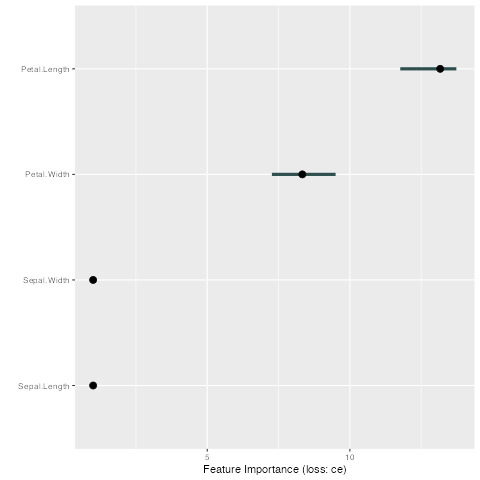 Petal.Length
Petal.Width
Sepal.Width
Sepal.Length
5 10
Feature Importance (loss: ce)